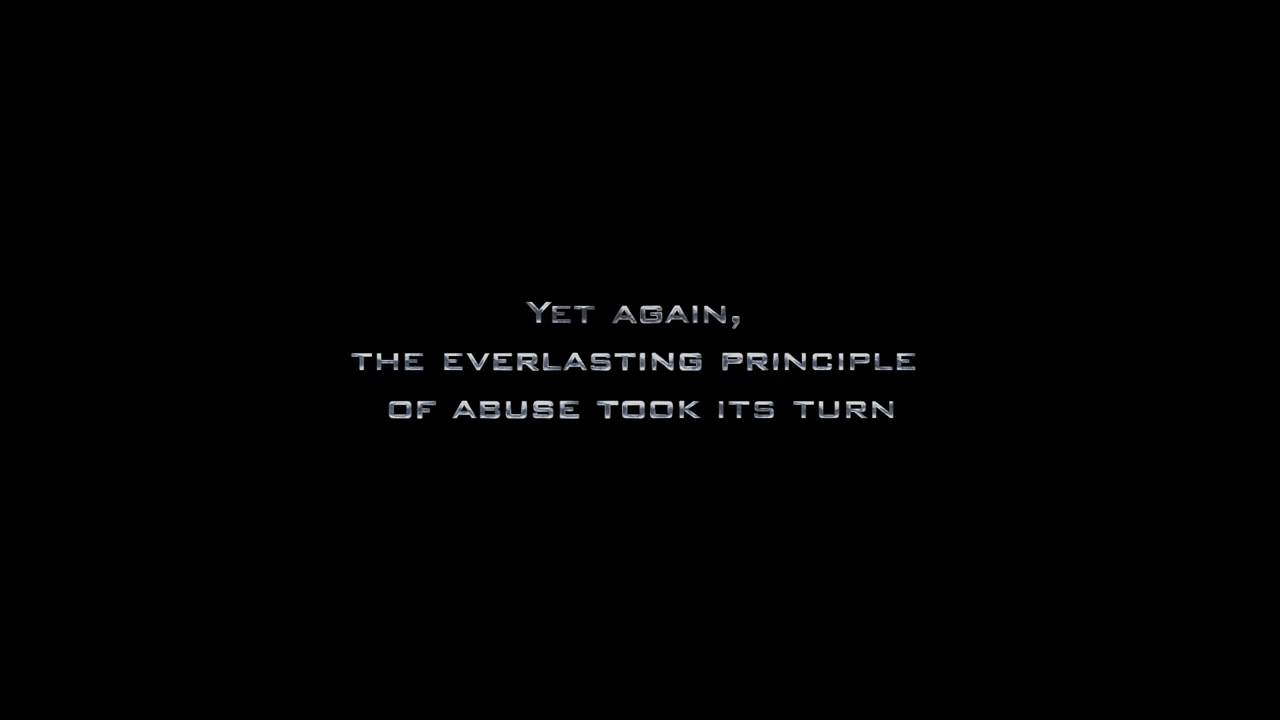 Yet again,
the everlasting principle
of abuse took its turn